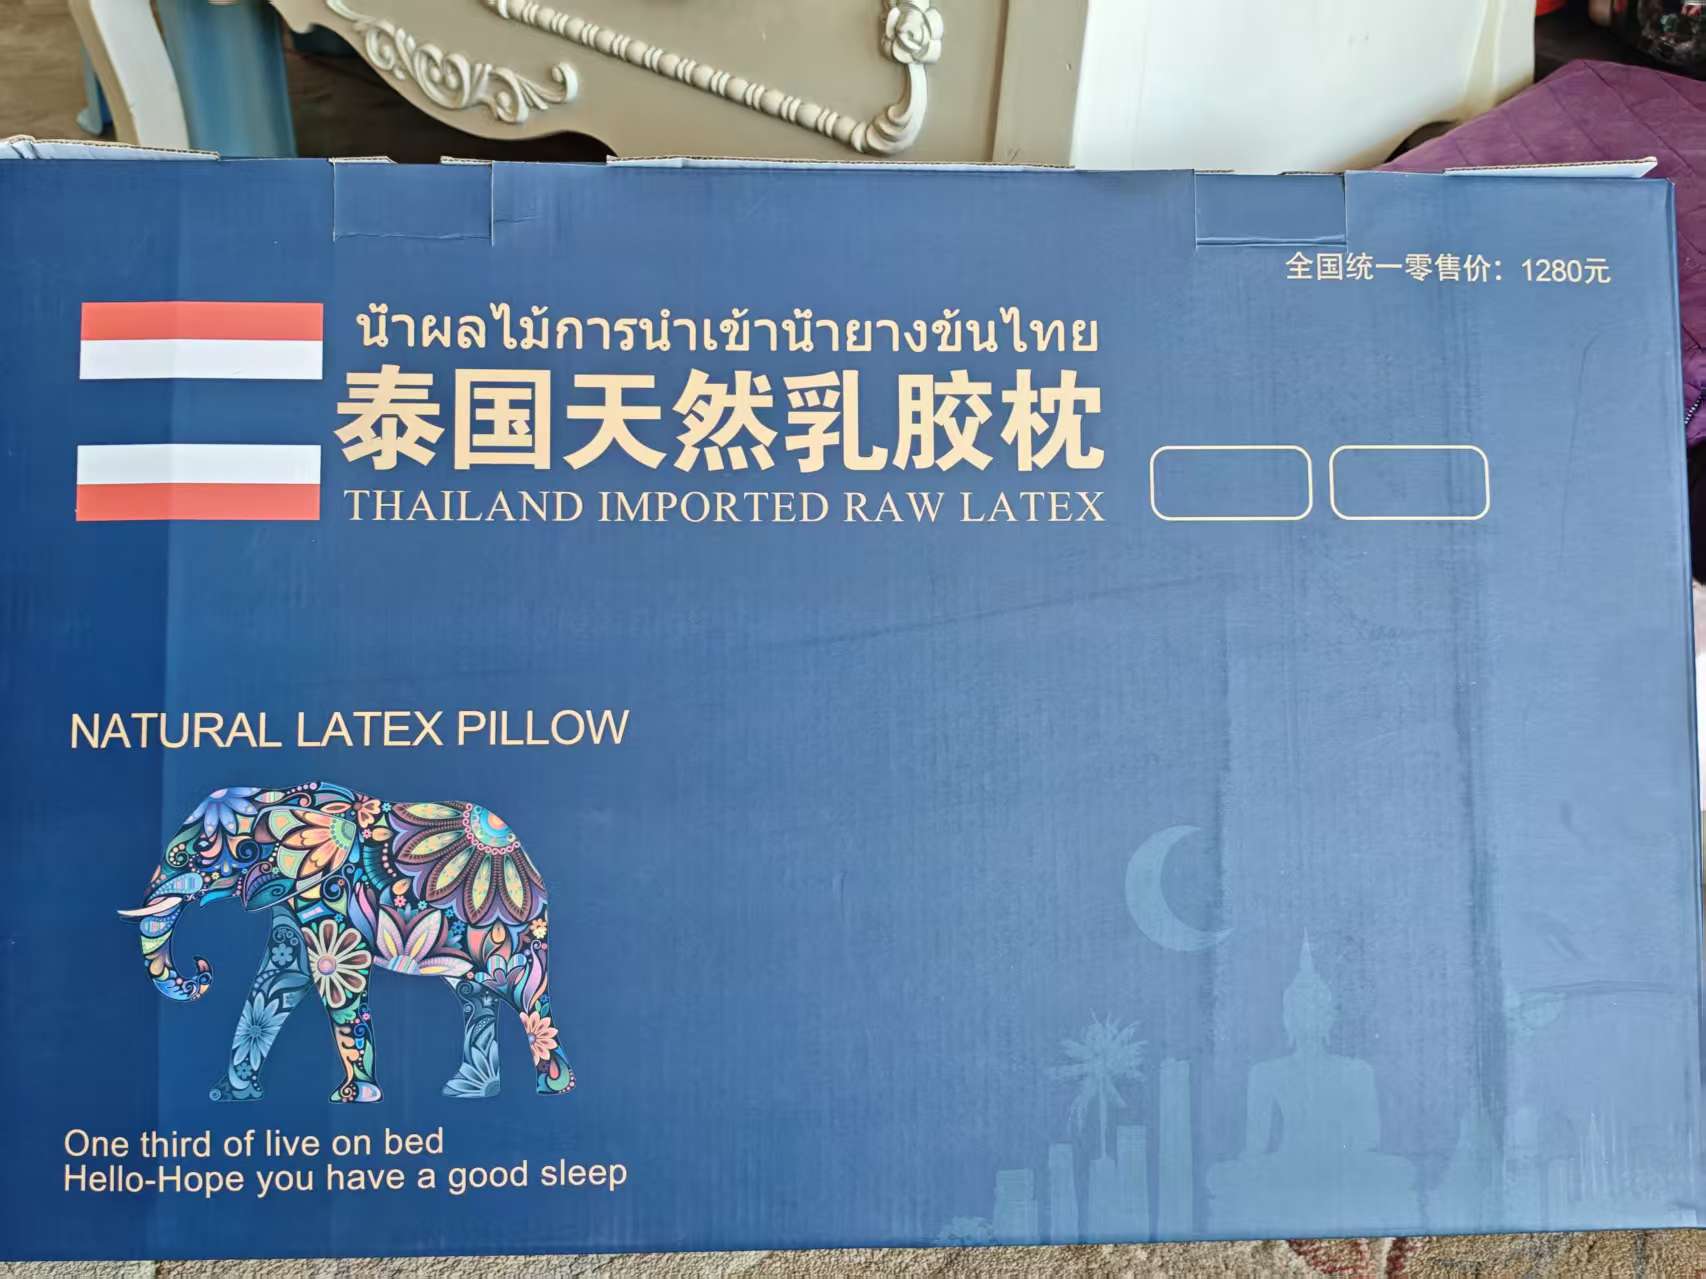 全国统一零售价：1280元
น้ำผลไม้การนำเข้าน้ำยางข้นไทย
泰国天然乳胶枕
THAILAND IMPORTED RAW LATEX
NATURAL LATEX PILLOW
One third of live on bed
Hello-Hope you have a good sleep